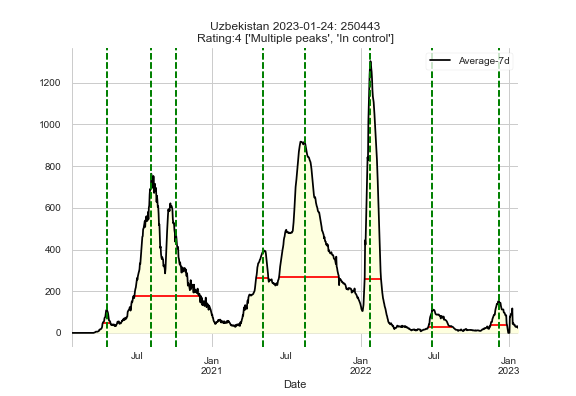 Uzbekistan 2023-01-24: 250443
Rating:4 ['Multiple peaks', 'In control']
Average-7d
1200
1000
800
600
400
200
0
Jul
Jan
2021
Jul
Jan
2022
Jul
Jan
2023
Date